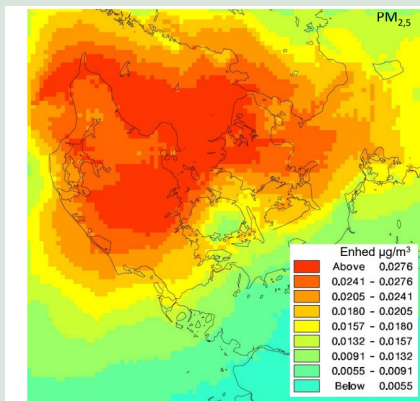 PM2,5
Enhed µg/m³
Above 0.0276
0.0241 - 0.0276
0.0205 - 0.0241
0.0180 - 0.0205
0.0157 - 0.0180
0.0132 - 0.0157
0.0091 - 0.0132
0.0055 - 0.0091
Below 0.0055